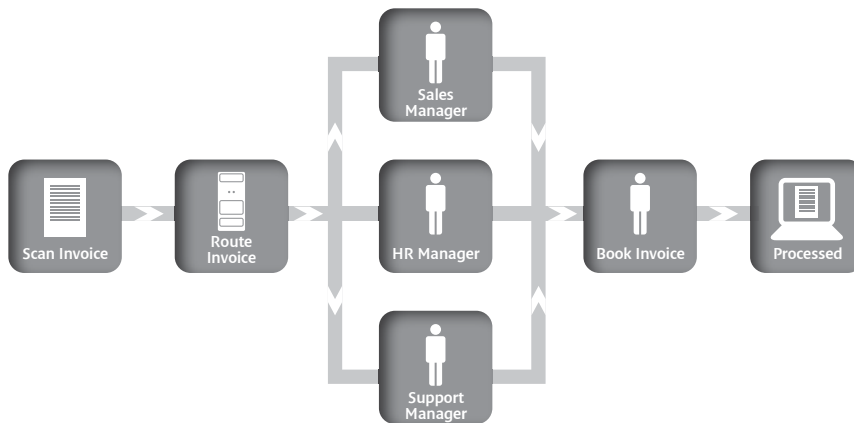 Sales
Manager
Scan Invoice
Route
Invoice
HR Manager
Book Invoice
Processed
Support
Manager